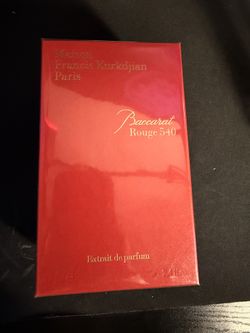 Maison
Francis Kurkdjian
Paris
Baccarat
Rouge 540
Extrait de parfum